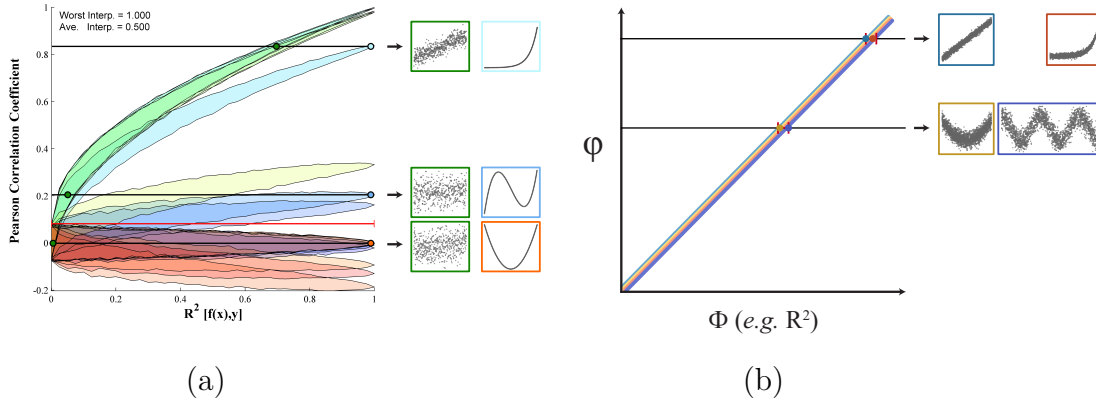 Worst Interp. = 1.000
Ave. Interp. = 0.500
Pearson Correlation Coefficient
1
0.8
0.6
0.4
0.2
0
-0.2
0
0.2
0.4
0.6
0.8
1
R² [f(x),y]
(a)
φ
Φ (e.g. R²)
(b)